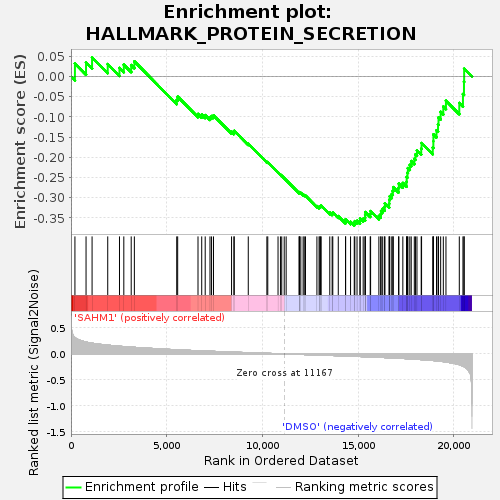 Enrichment plot:
HALLMARK_PROTEIN_SECRETION
Enrichment score (ES)
0.05
0.00
-0.05
-0.10
-0.15
-0.20
-0.25
-0.30
-0.35
'SAHM1' (positively correlated)
Ranked list metric (Signal2Noise)
0.5
0.0
-0.5
-1.0
-1.5
Zero cross at 11167
'DMSO' (negatively correlated)
0 5,000 10,000 15,000 20,000
Rank in Ordered Dataset
Enrichment profile Hits Ranking metric scores